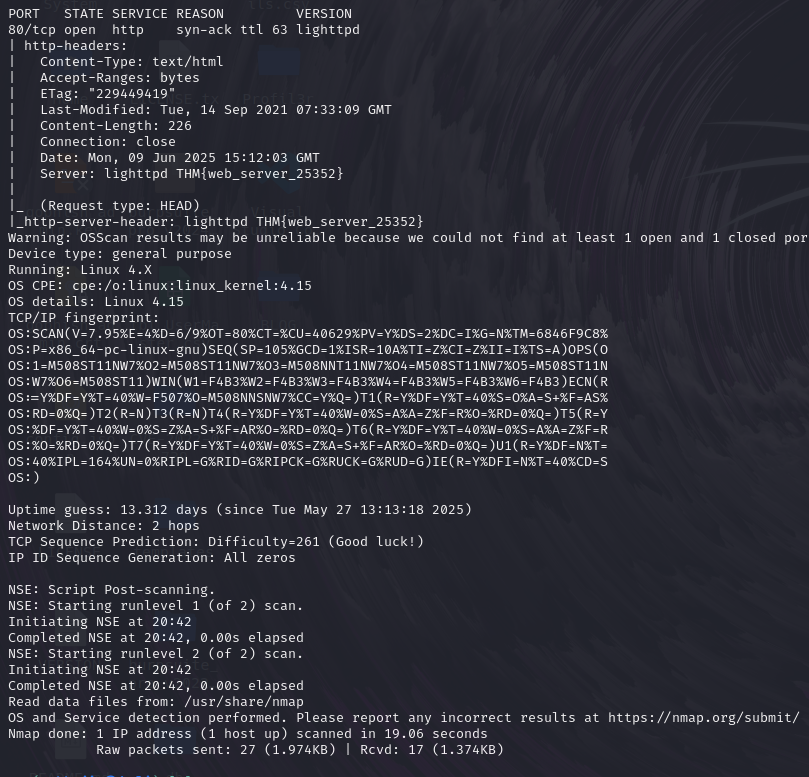 PORT   STATE SERVICE REASON         VERSION
80/tcp open  http    syn-ack ttl 63 lighttpd
| http-headers:
|   Content-Type: text/html
|   Accept-Ranges: bytes
|   ETag: "229449419"
|   Last-Modified: Tue, 14 Sep 2021 07:33:09 GMT
|   Content-Length: 226
|   Connection: close
|   Date: Mon, 09 Jun 2025 15:12:03 GMT
|   Server: lighttpd THM{web_server_25352}
|
|_  (Request type: HEAD)
|_http-server-header: lighttpd THM{web_server_25352}
Warning: OSScan results may be unreliable because we could not find at least 1 open and 1 closed por
Device type: general purpose
Running: Linux 4.X
OS CPE: cpe:/o:linux:linux_kernel:4.15
OS details: Linux 4.15
TCP/IP fingerprint:
OS:SCAN(V=7.95%E=4%D=6/9%OT=80%CT=%CU=40629%PV=Y%DS=2%DC=I%G=N%TM=6846F9C8%
OS:P=x86_64-pc-linux-gnu)SEQ(SP=105%GCD=1%ISR=10A%TI=Z%CI=Z%II=I%TS=A)OPS(O
OS:1=M508ST11NW7%O2=M508ST11NW7%O3=M508NNT11NW7%O4=M508ST11NW7%O5=M508ST11N
OS:W7%O6=M508ST11)WIN(W1=F4B3%W2=F4B3%W3=F4B3%W4=F4B3%W5=F4B3%W6=F4B3)ECN(R
OS:=Y%DF=Y%T=40%W=F507%O=M508NNSNW7%CC=Y%Q=)T1(R=Y%DF=Y%T=40%S=O%A=S+%F=AS%
OS:RD=0%Q=)T2(R=N)T3(R=N)T4(R=Y%DF=Y%T=40%W=0%S=A%A=Z%F=R%O=%RD=0%Q=)T5(R=Y
OS:%DF=Y%T=40%W=0%S=Z%A=S+%F=AR%O=%RD=0%Q=)T6(R=Y%DF=Y%T=40%W=0%S=A%A=Z%F=R
OS:%O=%RD=0%Q=)T7(R=Y%DF=Y%T=40%W=0%S=Z%A=S+%F=AR%O=%RD=0%Q=)U1(R=Y%DF=N%T=
OS:40%IPL=164%UN=0%RIPL=G%RID=G%RIPCK=G%RUCK=G%RUD=G)IE(R=Y%DFI=N%T=40%CD=S
OS:)
Uptime guess: 13.312 days (since Tue May 27 13:13:18 2025)
Network Distance: 2 hops
TCP Sequence Prediction: Difficulty=261 (Good luck!)
IP ID Sequence Generation: All zeros
NSE: Script Post-scanning.
NSE: Starting runlevel 1 (of 2) scan.
Initiating NSE at 20:42
Completed NSE at 20:42, 0.00s elapsed
NSE: Starting runlevel 2 (of 2) scan.
Initiating NSE at 20:42
Completed NSE at 20:42, 0.00s elapsed
Read data files from: /usr/share/nmap
OS and Service detection performed. Please report any incorrect results at https://nmap.org/submit/
Nmap done: 1 IP address (1 host up) scanned in 19.06 seconds
           Raw packets sent: 27 (1.974KB) | Rcvd: 17 (1.374KB)